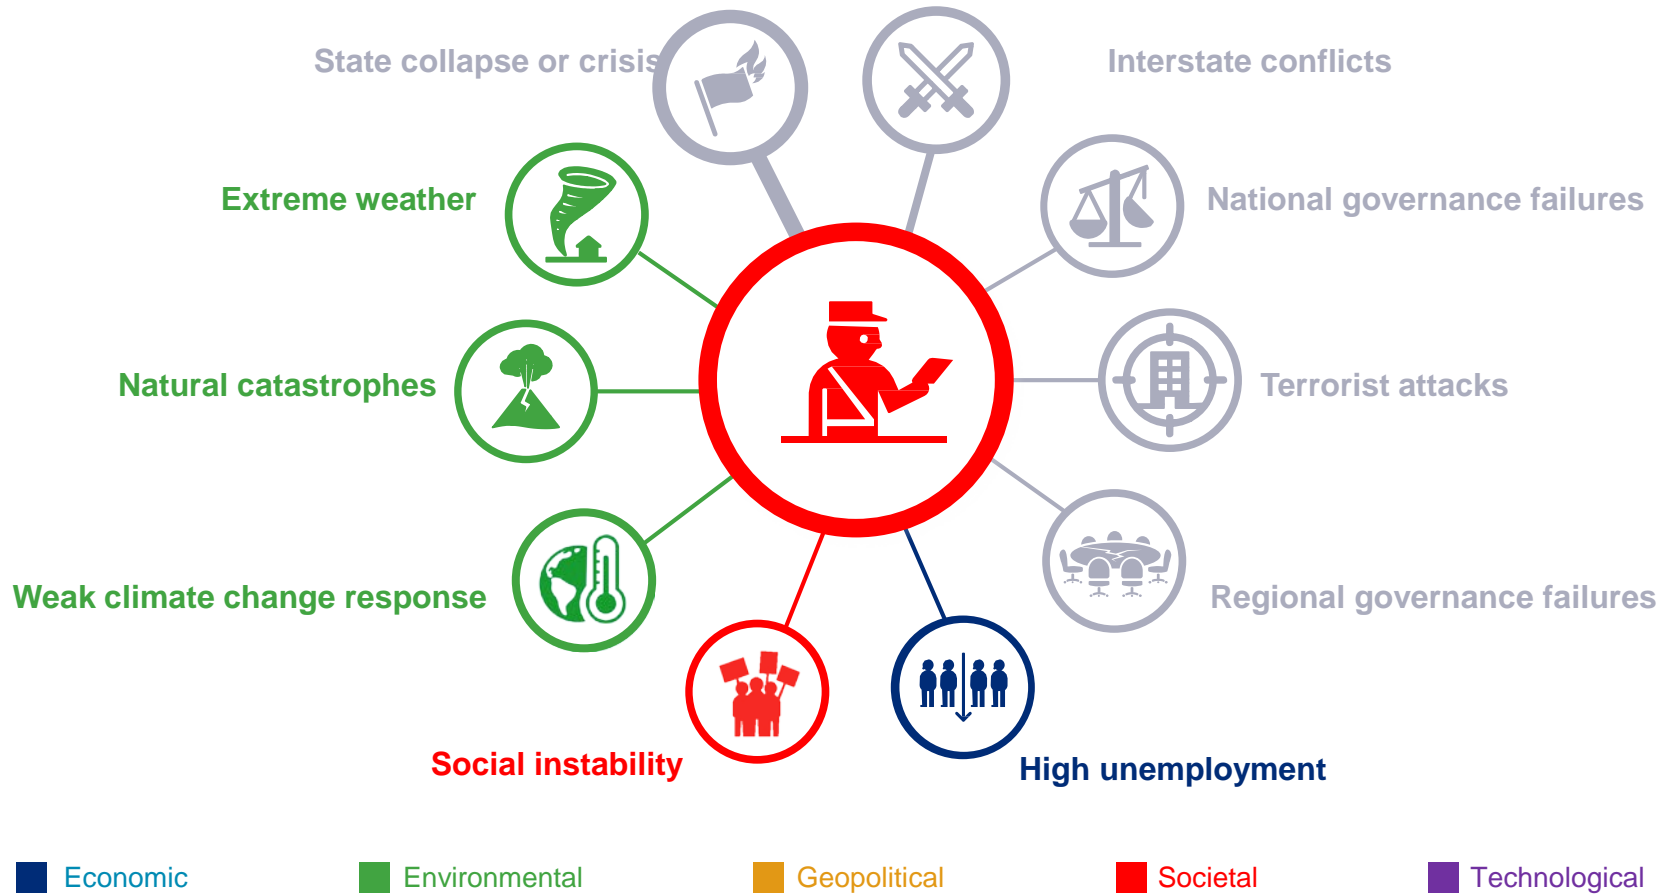 State collapse or crisis
Interstate conflicts
Extreme weather
National governance failures
Natural catastrophes
Terrorist attacks
Weak climate change response
Regional governance failures
Social instability
High unemployment
Economic
Environmental
Geopolitical
Societal
Technological